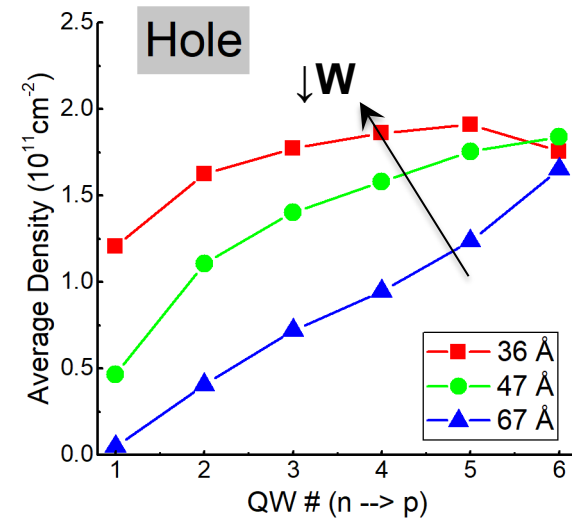 Hole
↓W
Average Density (10¹¹cm⁻²)
2.5
2.0
1.5
1.0
0.5
0.0
1 2 3 4 5 6
QW # (n --> p)
36 Å
47 Å
67 Å